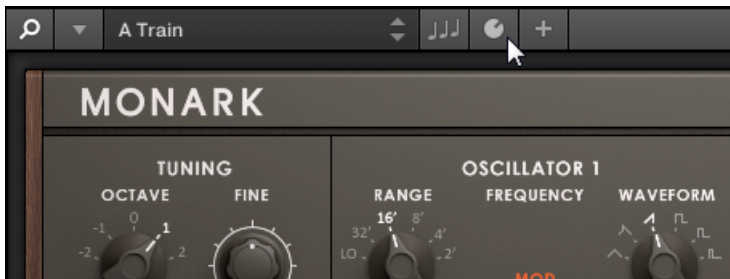 A Train
MONARK
TUNING
OSCILLATOR 1
OCTAVE FINE RANGE FREQUENCY WAVEFORM
0 1 16' 8'
-1 32' 4'
-2 2 LO 2'
MOD